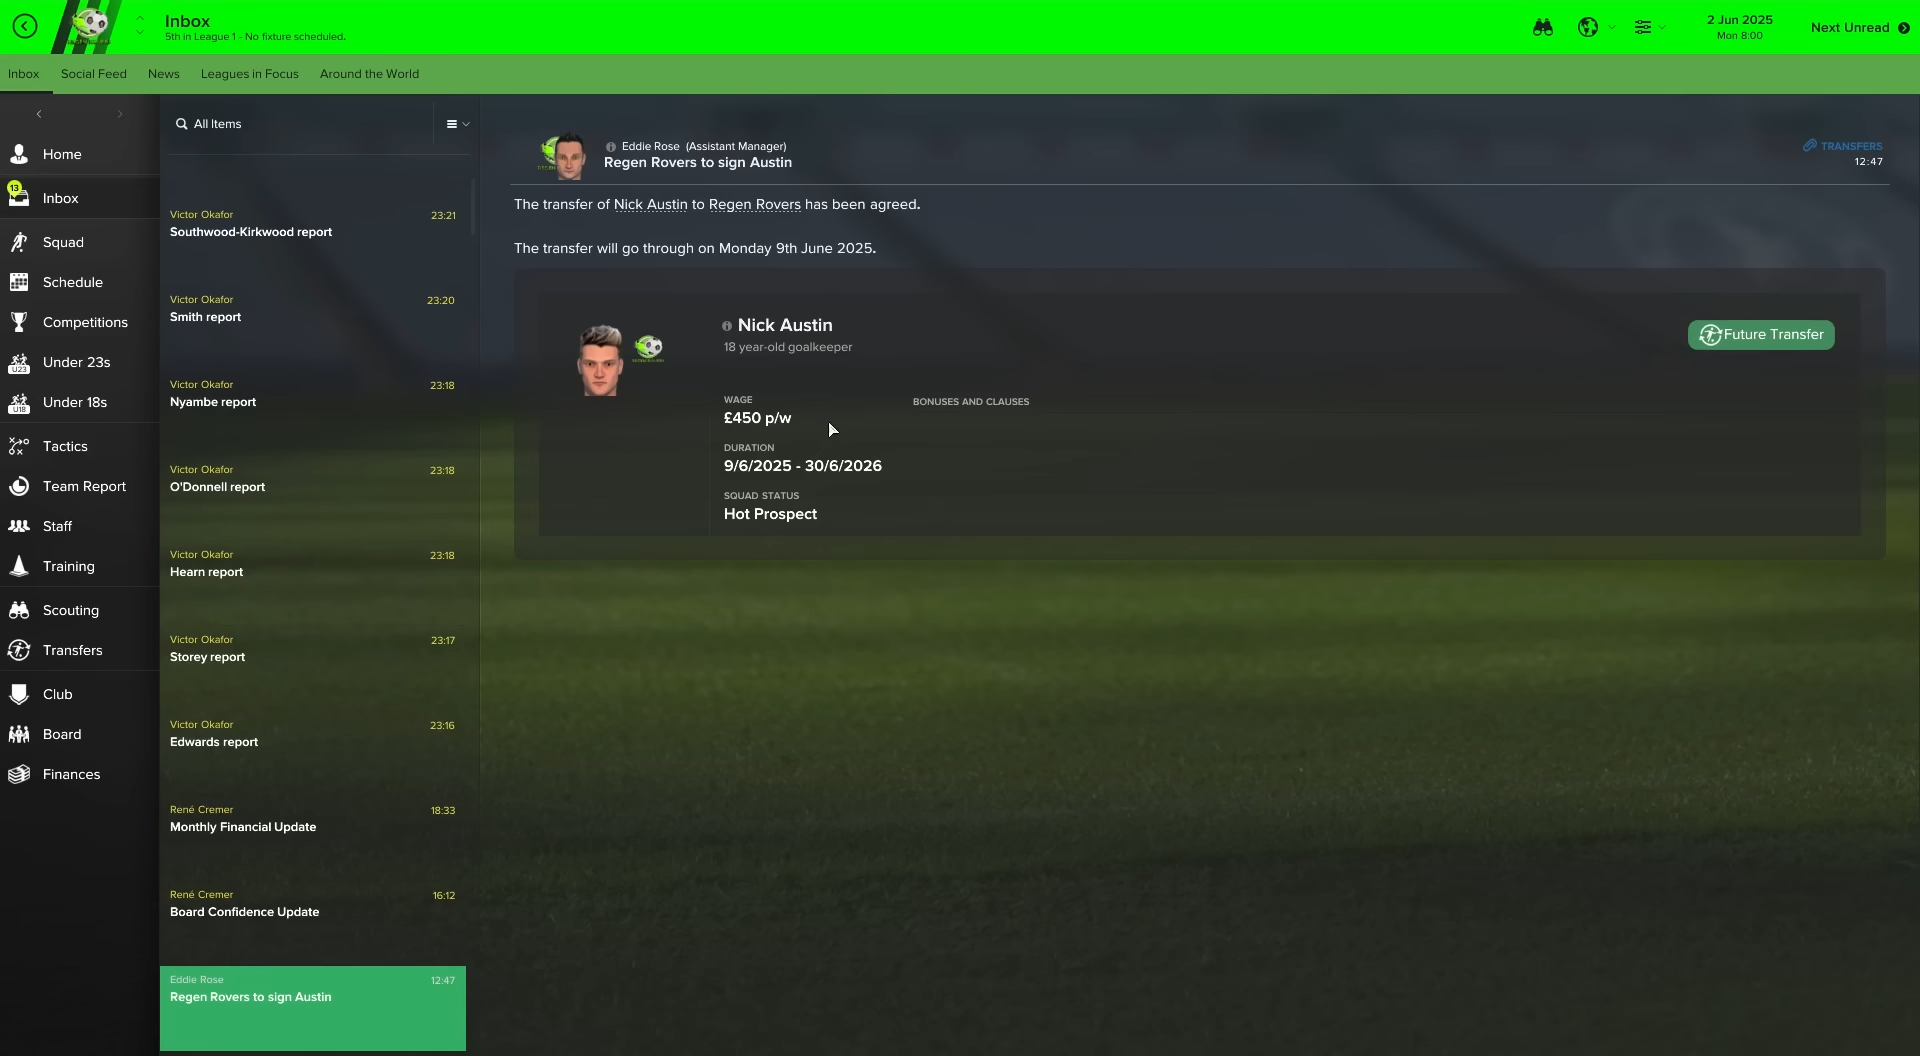 Inbox
5th in League 1 - No fixture scheduled.
2 Jun 2025
Mon 8:00
Next Unread
Inbox
Social Feed
News
Leagues in Focus
Around the World
Home
13
Inbox
Squad
Schedule
Competitions
U23
Under 23s
U18
Under 18s
Tactics
Team Report
Staff
Training
Scouting
Transfers
Club
Board
Finances
All Items
Victor Okafor 23:21
Southwood-Kirkwood report
Victor Okafor 23:20
Smith report
Victor Okafor 23:18
Nyambe report
Victor Okafor 23:18
O'Donnell report
Victor Okafor 23:18
Hearn report
Victor Okafor 23:17
Storey report
Victor Okafor 23:16
Edwards report
René Cremer 18:33
Monthly Financial Update
René Cremer 16:12
Board Confidence Update
Eddie Rose 12:47
Regen Rovers to sign Austin
Eddie Rose (Assistant Manager)
Regen Rovers to sign Austin
TRANSFERS
12:47
The transfer of Nick Austin to Regen Rovers has been agreed.
The transfer will go through on Monday 9th June 2025.
Nick Austin
18 year-old goalkeeper
Future Transfer
WAGE
£450 p/w
BONUSES AND CLAUSES
DURATION
9/6/2025 - 30/6/2026
SQUAD STATUS
Hot Prospect